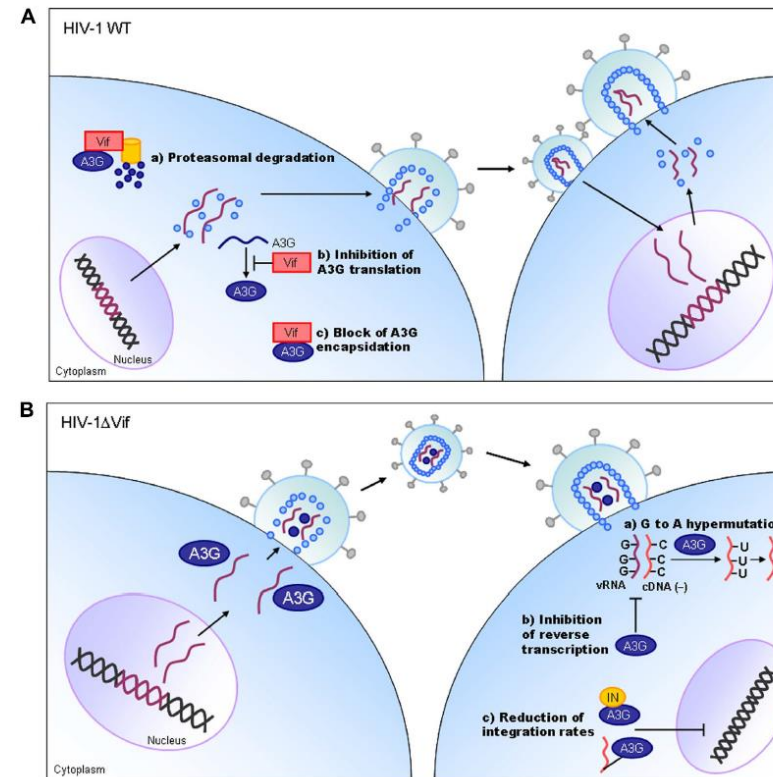 A
HIV-1 WT
Vif
A3G
a) Proteasomal degradation
A3G
b) Inhibition of
A3G translation
Vif
A3G
Vif
A3G
c) Block of A3G
encapsidation
Nucleus
Cytoplasm
B
HIV-1ΔVif
A3G
A3G
Nucleus
Cytoplasm
a) G to A hypermutation
A3G
G C
G C
G C
U
U
U
vRNA cDNA (–)
b) Inhibition
of reverse
transcription
A3G
IN
A3G
c) Reduction of
integration rates
A3G